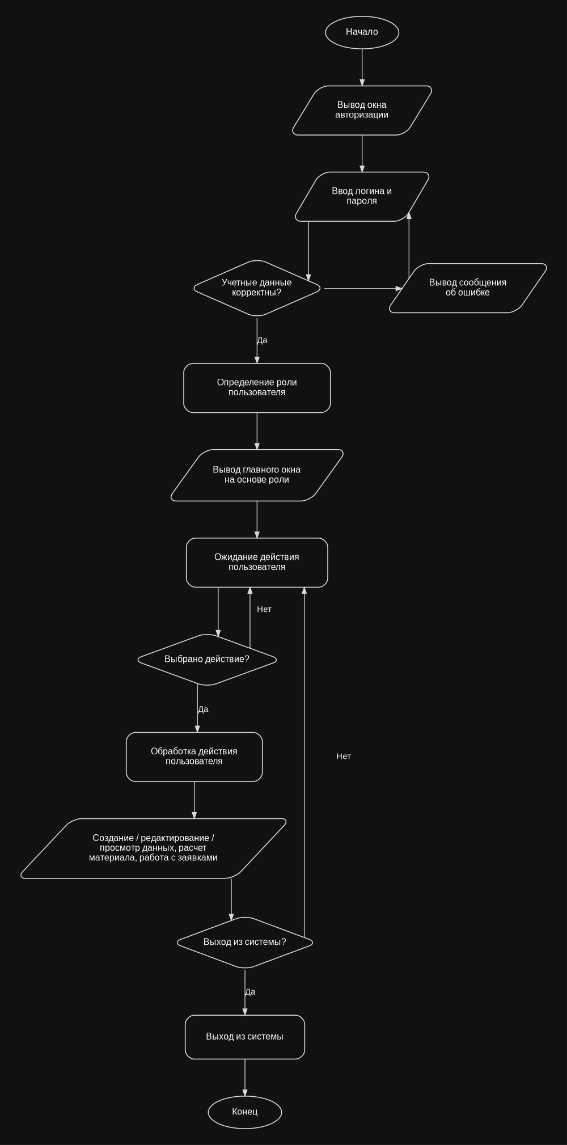 Начало
Вывод окна
авторизации
Ввод логина и
пароля
Учетные данные
корректны?
Вывод сообщения
об ошибке
Да
Определение роли
пользователя
Вывод главного окна
на основе роли
Ожидание действия
пользователя
Нет
Выбрано действие?
Да
Обработка действия
пользователя
Нет
Создание / редактирование /
просмотр данных, расчет
материала, работа с заявками
Выход из системы?
Да
Выход из системы
Конец